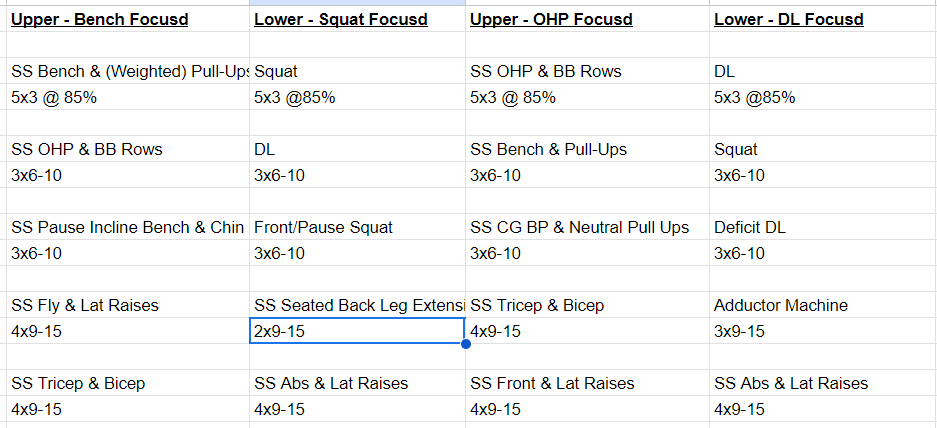 Upper - Bench Focusd Lower - Squat Focusd Upper - OHP Focusd Lower - DL Focusd
SS Bench & (Weighted) Pull-Ups Squat SS OHP & BB Rows DL
5x3 @ 85% 5x3 @85% 5x3 @ 85% 5x3 @85%
SS OHP & BB Rows DL SS Bench & Pull-Ups Squat
3x6-10 3x6-10 3x6-10 3x6-10
SS Pause Incline Bench & Chin Front/Pause Squat SS CG BP & Neutral Pull Ups Deficit DL
3x6-10 3x6-10 3x6-10 3x6-10
SS Fly & Lat Raises SS Seated Back Leg Extensi SS Tricep & Bicep Adductor Machine
4x9-15 2x9-15 4x9-15 3x9-15
SS Tricep & Bicep SS Abs & Lat Raises SS Front & Lat Raises SS Abs & Lat Raises
4x9-15 4x9-15 4x9-15 4x9-15